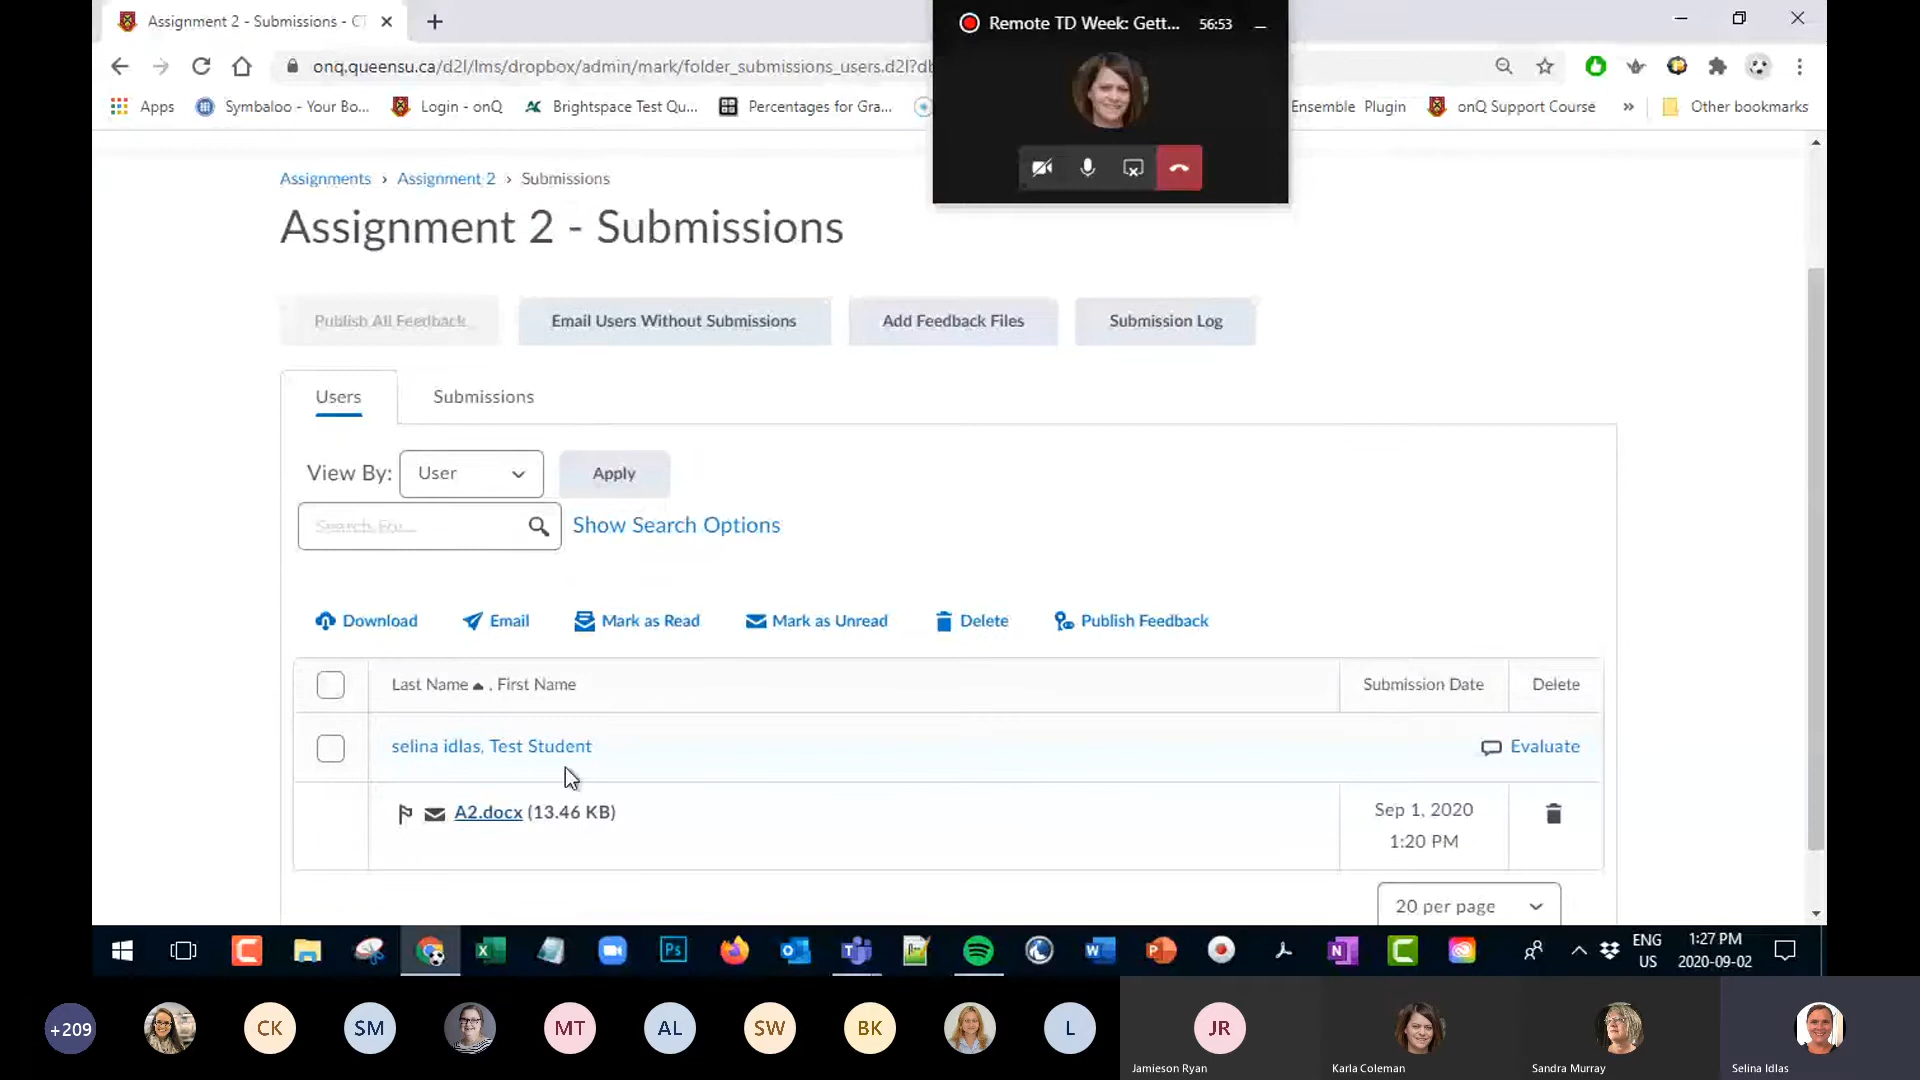 Assignment 2 - Submissions - CT
Remote TD Week: Gett... 56:53
onq.queensu.ca/d2l/lms/dropbox/admin/mark/folder_submissions_users.d2l?db
Apps Symbaloo - Your Bo... Login - onQ Brightspace Test Qu... Percentages for Gra... Ensemble Plugin onQ Support Course » Other bookmarks
Assignments › Assignment 2 › Submissions
Assignment 2 - Submissions
Publish All Feedback Email Users Without Submissions Add Feedback Files Submission Log
Users Submissions
View By: User Apply
Search For... Show Search Options
Download Email Mark as Read Mark as Unread Delete Publish Feedback
Last Name , First Name Submission Date Delete
selina idlas, Test Student Evaluate
A2.docx (13.46 KB) Sep 1, 2020
1:20 PM
20 per page
ENG 1:27 PM
US 2020-09-02
+209 CK SM MT AL SW BK L JR
Jamieson Ryan Karla Coleman Sandra Murray Selina Idlas